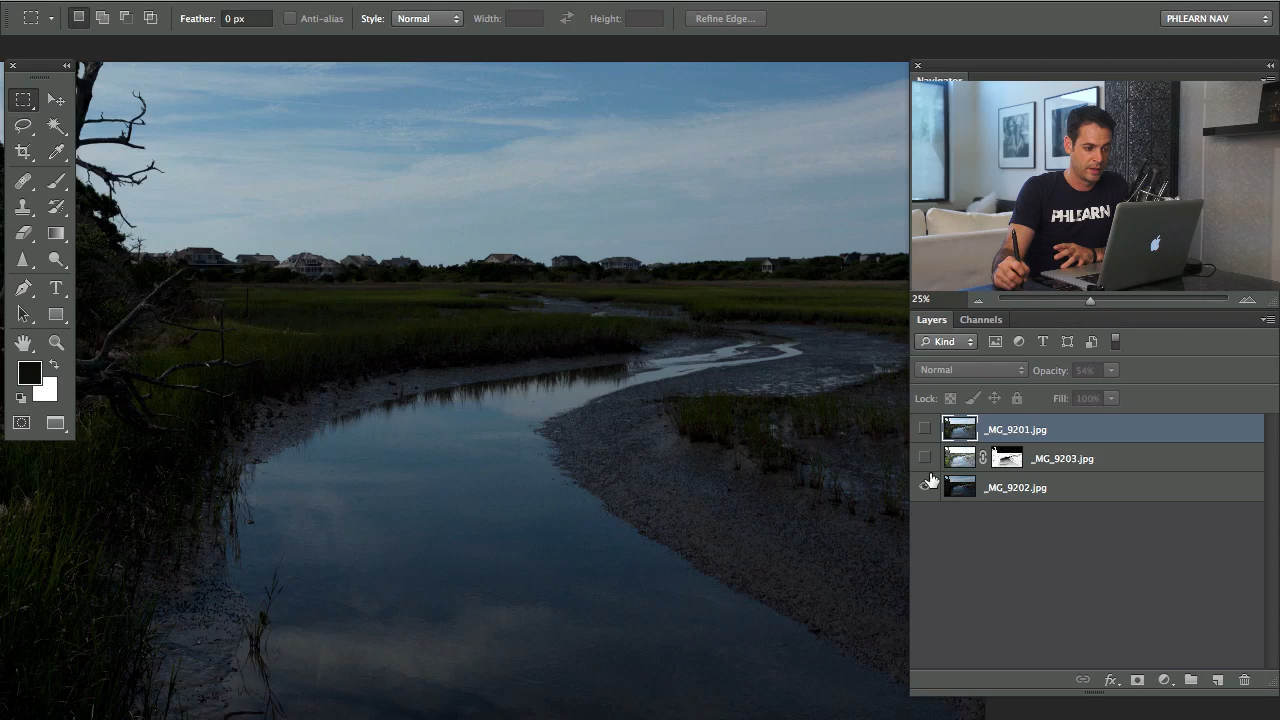 Feather: 0 px Anti-alias Style: Normal Width: Height: Refine Edge... PHLEARN NAV
Navigator
PHLEARN
25%
Layers Channels
Kind T
Normal Opacity: 54%
Lock: Fill: 100%
_MG_9201.jpg
_MG_9203.jpg
_MG_9202.jpg
T
fx